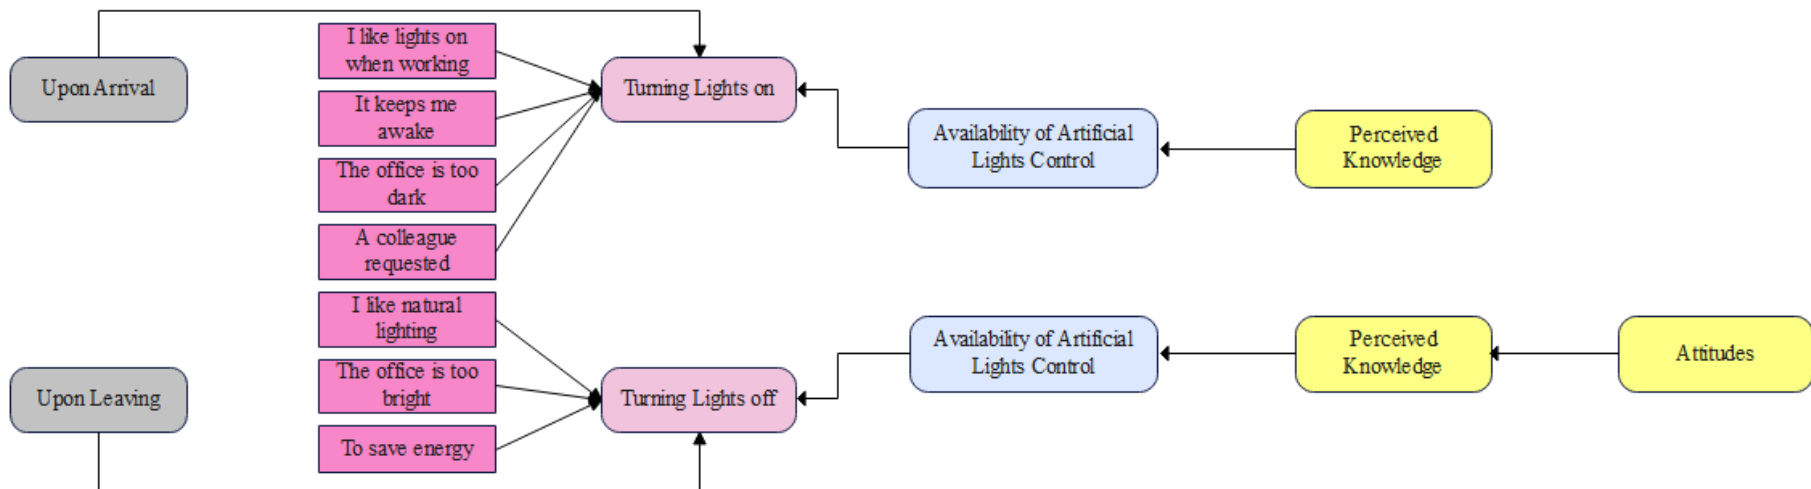 Upon Arrival
I like lights on
when working
It keeps me
awake
The office is too
dark
A colleague
requested
Turning Lights on
Availability of Artificial
Lights Control
Perceived
Knowledge
Upon Leaving
I like natural
lighting
The office is too
bright
To save energy
Turning Lights off
Availability of Artificial
Lights Control
Perceived
Knowledge
Attitudes